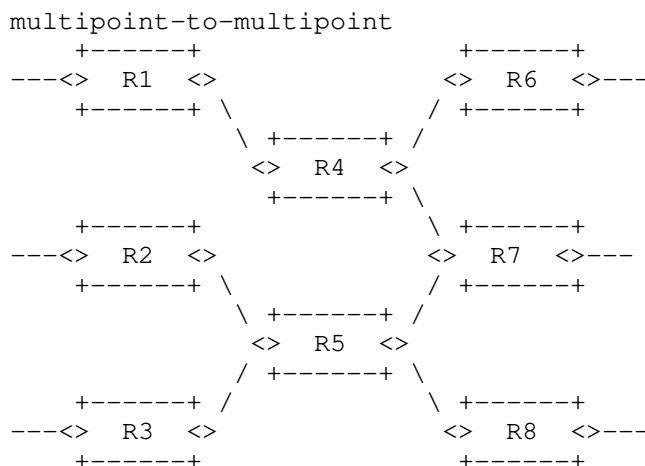 multipoint-to-multipoint
     +------+                  +------+
---<>  R1  <>               <>  R6  <>---
     +------+ \              / +------+
               \ +------+ /
                <>  R4  <>
                 +------+ \
     +------+              \ +------+
---<>  R2  <>              <>  R7  <>---
     +------+ \            / +------+
               \ +------+ /
                <>  R5  <>
               / +------+ \
     +------+ /            \ +------+
---<>  R3  <>               <>  R8  <>---
     +------+                  +------+